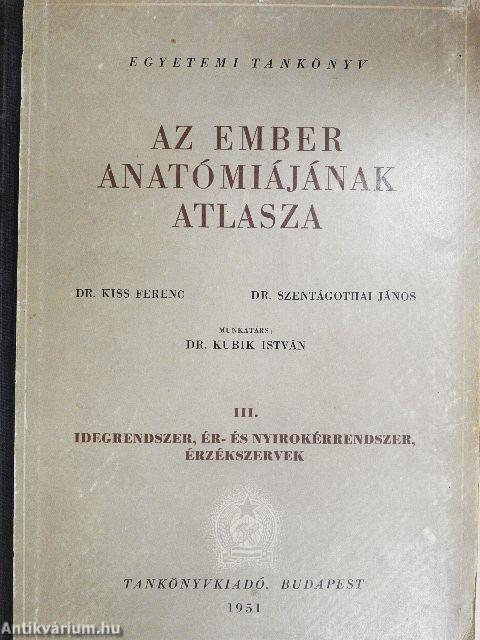 EGYETEMI TANKÖNYV
AZ EMBER
ANATÓMIÁJÁNAK
ATLASZA
DR. KISS FERENC DR. SZENTÁGOTHAI JÁNOS
MUNKATÁRS:
DR. KUBIK ISTVÁN
III.
IDEGRENDSZER, ÉR- ÉS NYIROKÉRRENDSZER,
ÉRZÉKSZERVEK
TANKÖNYVKIADÓ, BUDAPEST
1951
Antikvárium.hu